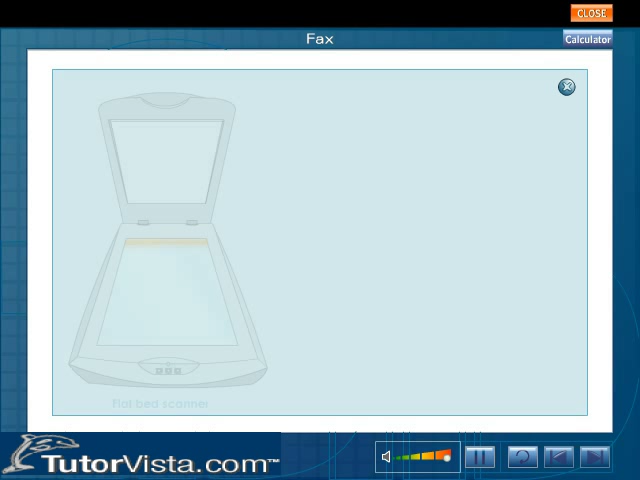 CLOSE
Fax
Calculator
Flat bed scanner
TutorVista.com™